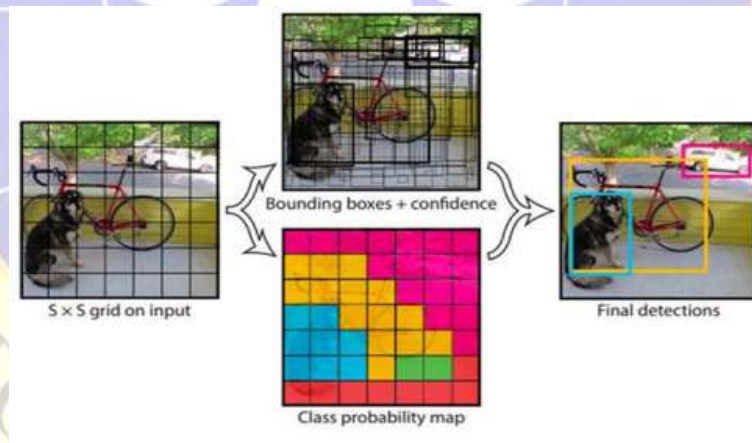 Bounding boxes + confidence
S × S grid on input
Final detections
Class probability map